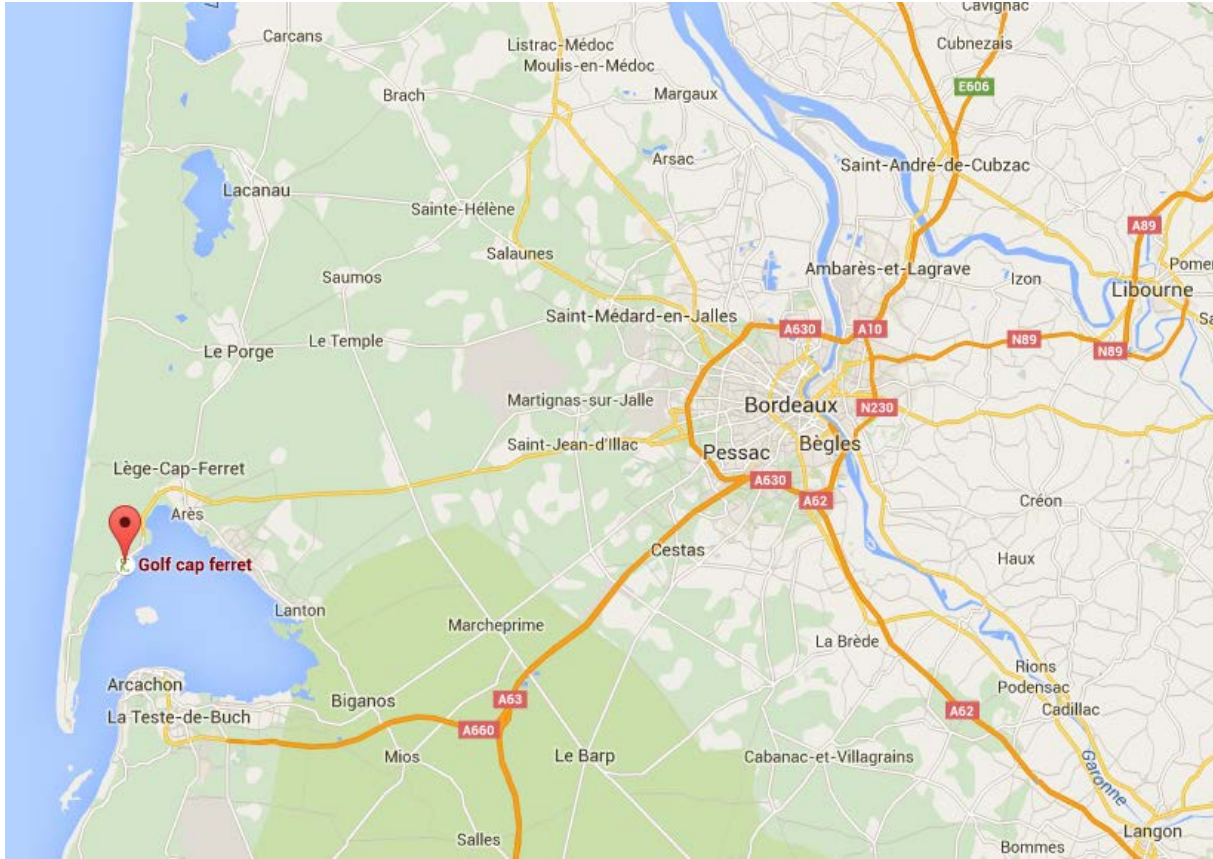 Cavignac
Carcans
Listrac-Médoc
Moulis-en-Médoc
Cubnezais
E606
Brach
Margaux
Arsac
Saint-André-de-Cubzac
Lacanau
Sainte-Hélène
A89
Salaunes
Saumos
Ambarès-et-Lagrave
Izon
Pomer
Libourne
Saint-Médard-en-Jalles
A630
A10
Sa
Le Porge
Le Temple
N89
N89
Martignas-sur-Jalle
Bordeaux
N230
Saint-Jean-d'Illac
Pessac
Bègles
Lège-Cap-Ferret
A630
A62
Créon
Arès
Cestas
Haux
Golf cap ferret
Lanton
Marcheprime
La Brède
Rions
Podensac
Cadillac
Arcachon
Biganos
A63
A62
La Teste-de-Buch
A660
Mios
Le Barp
Cabanac-et-Villagrains
Garonne
Salles
Langon
Bommes